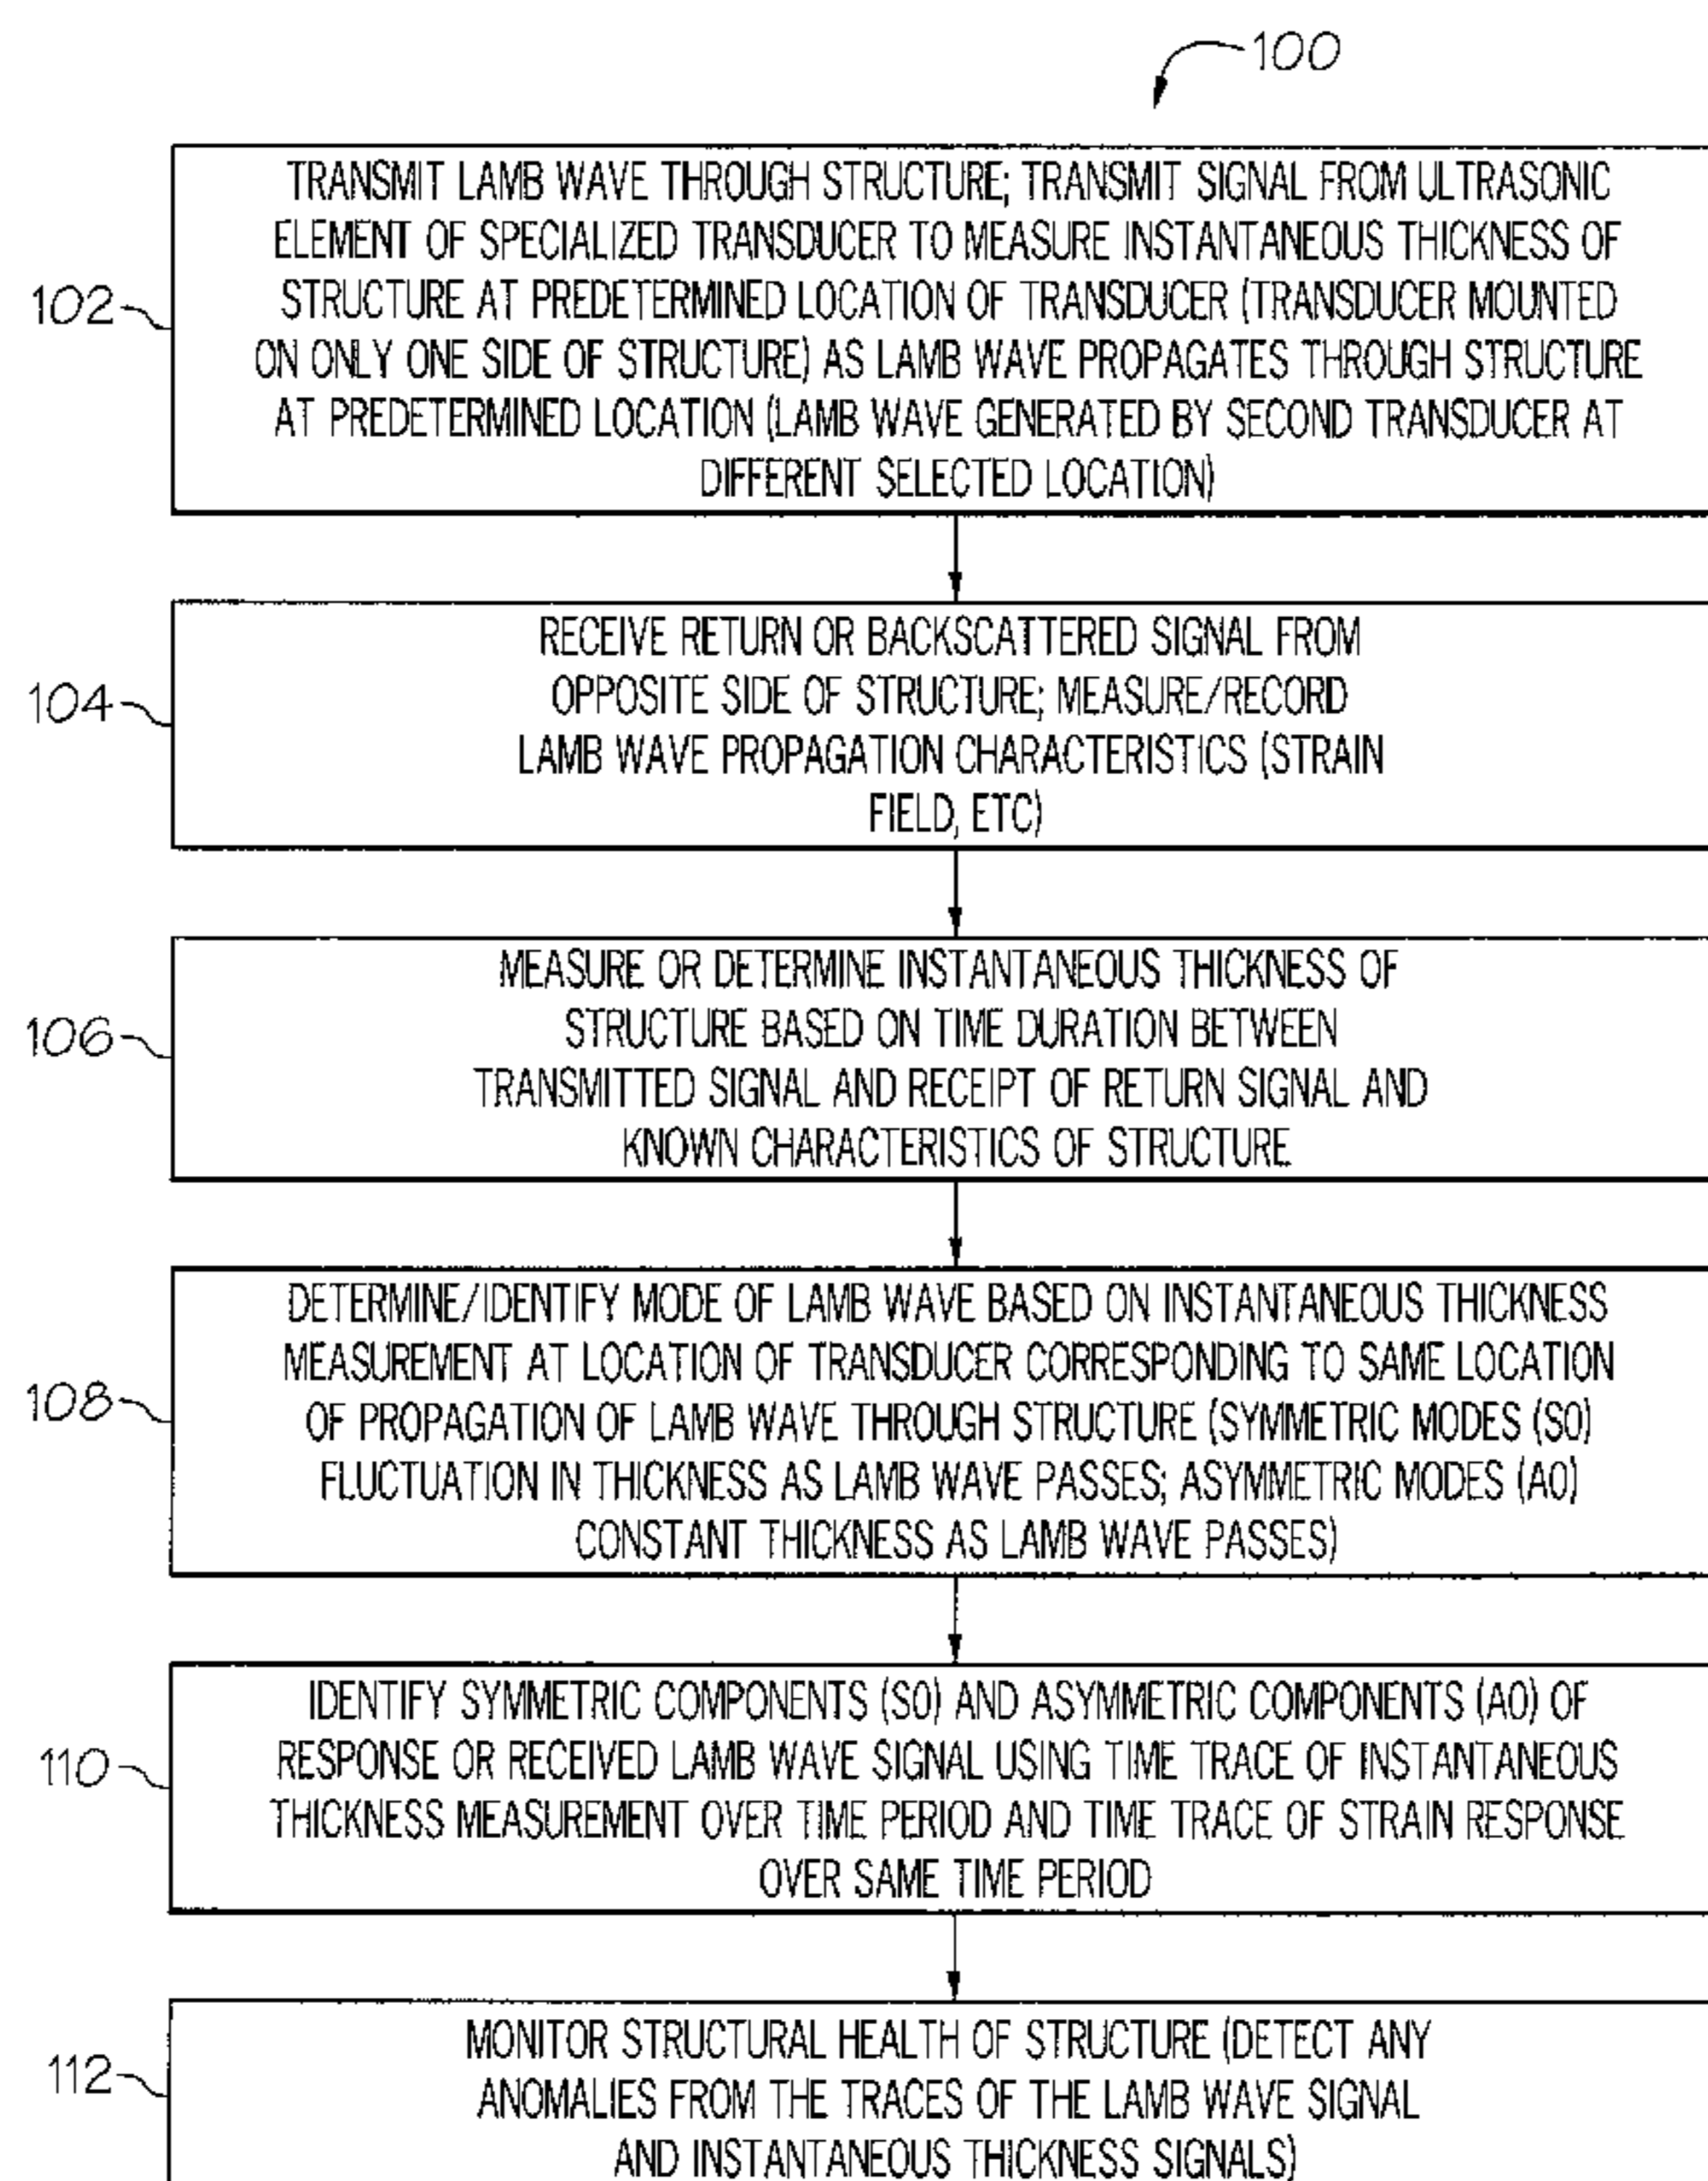 100
102
TRANSMIT LAMB WAVE THROUGH STRUCTURE; TRANSMIT SIGNAL FROM ULTRASONIC
ELEMENT OF SPECIALIZED TRANSDUCER TO MEASURE INSTANTANEOUS THICKNESS OF
STRUCTURE AT PREDETERMINED LOCATION OF TRANSDUCER (TRANSDUCER MOUNTED
ON ONLY ONE SIDE OF STRUCTURE) AS LAMB WAVE PROPAGATES THROUGH STRUCTURE
AT PREDETERMINED LOCATION (LAMB WAVE GENERATED BY SECOND TRANSDUCER AT
DIFFERENT SELECTED LOCATION)
104
RECEIVE RETURN OR BACKSCATTERED SIGNAL FROM
OPPOSITE SIDE OF STRUCTURE; MEASURE/RECORD
LAMB WAVE PROPAGATION CHARACTERISTICS (STRAIN
FIELD, ETC)
106
MEASURE OR DETERMINE INSTANTANEOUS THICKNESS OF
STRUCTURE BASED ON TIME DURATION BETWEEN
TRANSMITTED SIGNAL AND RECEIPT OF RETURN SIGNAL AND
KNOWN CHARACTERISTICS OF STRUCTURE
108
DETERMINE/IDENTIFY MODE OF LAMB WAVE BASED ON INSTANTANEOUS THICKNESS
MEASUREMENT AT LOCATION OF TRANSDUCER CORRESPONDING TO SAME LOCATION
OF PROPAGATION OF LAMB WAVE THROUGH STRUCTURE (SYMMETRIC MODES (S0)
FLUCTUATION IN THICKNESS AS LAMB WAVE PASSES; ASYMMETRIC MODES (A0)
CONSTANT THICKNESS AS LAMB WAVE PASSES)
110
IDENTIFY SYMMETRIC COMPONENTS (S0) AND ASYMMETRIC COMPONENTS (A0) OF
RESPONSE OR RECEIVED LAMB WAVE SIGNAL USING TIME TRACE OF INSTANTANEOUS
THICKNESS MEASUREMENT OVER TIME PERIOD AND TIME TRACE OF STRAIN RESPONSE
OVER SAME TIME PERIOD
112
MONITOR STRUCTURAL HEALTH OF STRUCTURE (DETECT ANY
ANOMALIES FROM THE TRACES OF THE LAMB WAVE SIGNAL
AND INSTANTANEOUS THICKNESS SIGNALS)